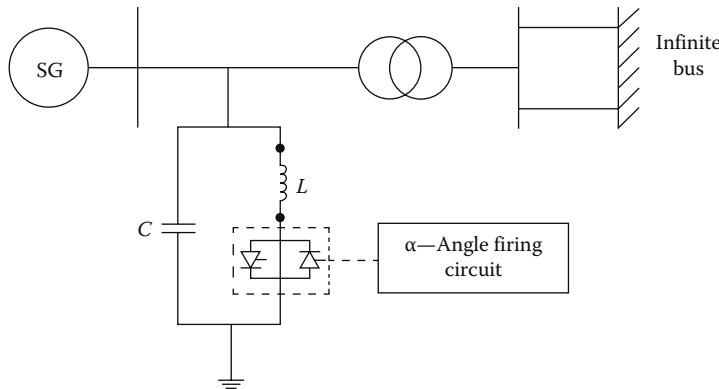 SG
Infinite
bus
L
C
α—Angle firing
circuit